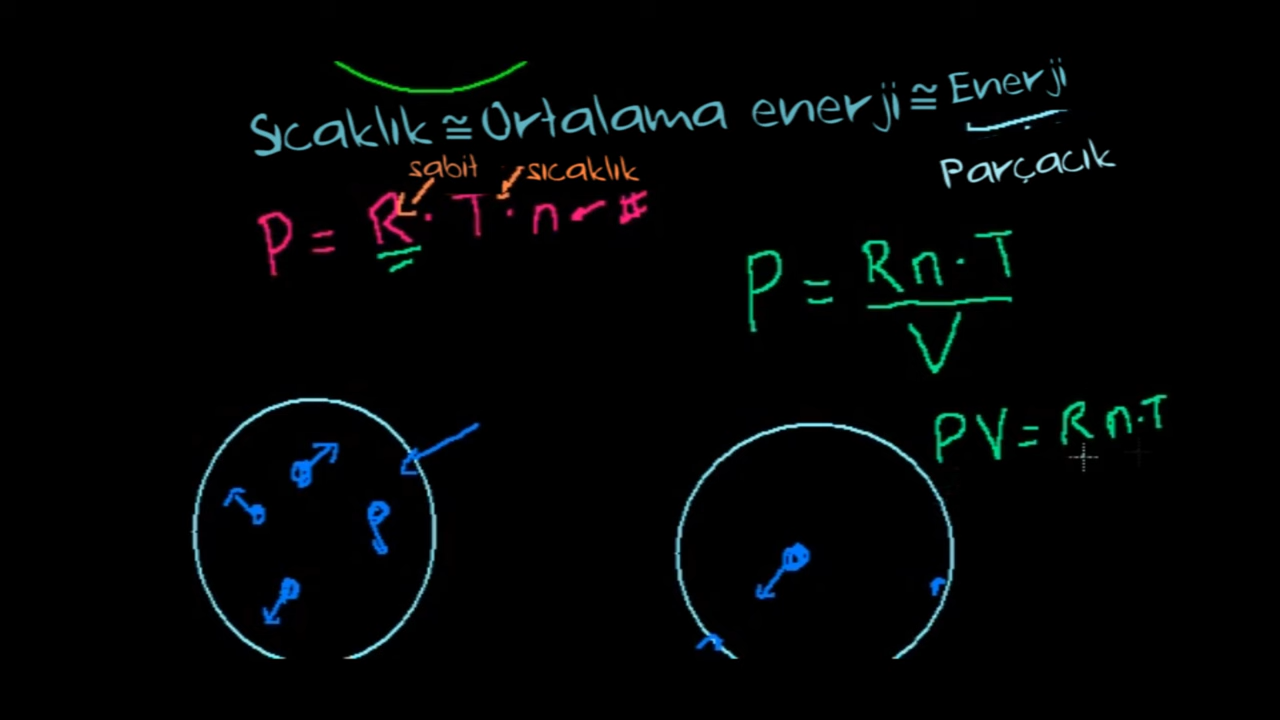 Sıcaklık ≅ Ortalama enerji ≅ Enerji
Parçacık
sabit sıcaklık
P = R · T · n #
P = Rn · T
V
PV = Rn · T